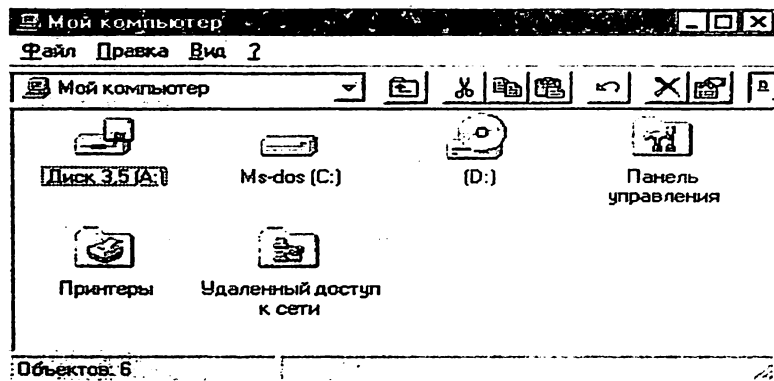 Мой компьютер
Файл Правка Вид ?
Мой компьютер
Диск 3,5 (A:)
Ms-dos (C:)
(D:)
Панель
управления
Принтеры
Удаленный доступ
к сети
Объектов: 6